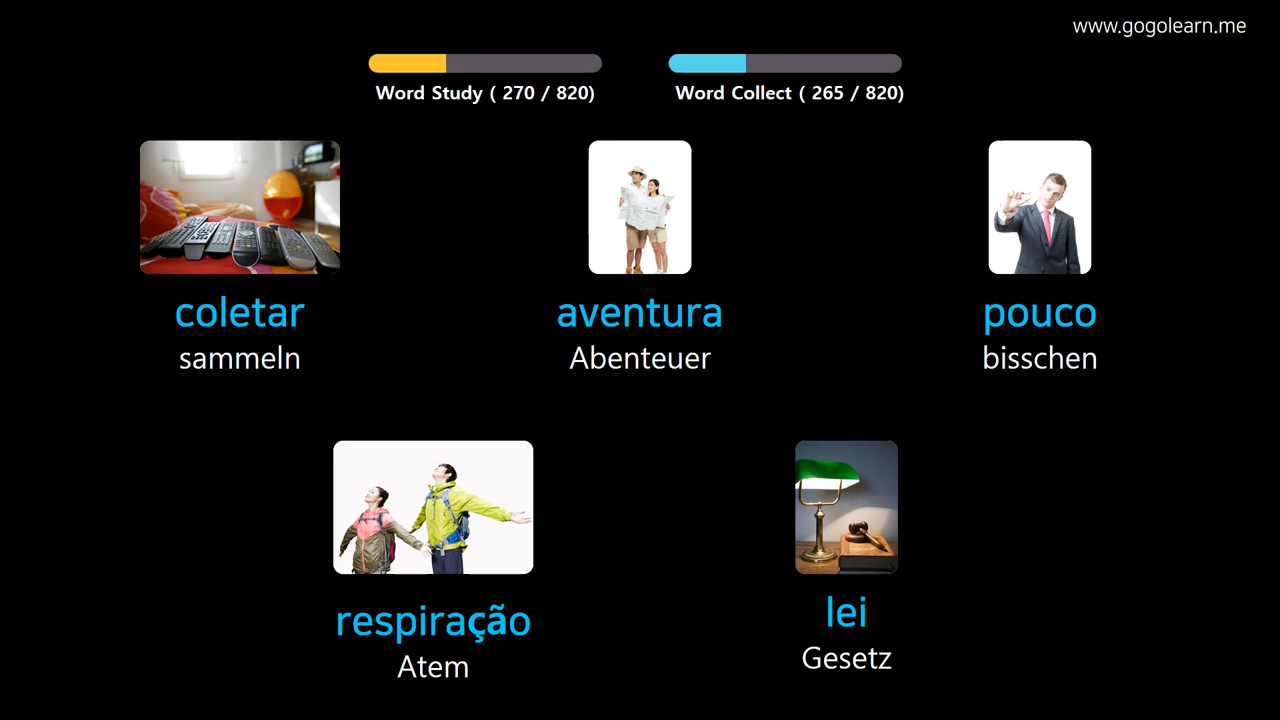 www.gogolearn.me
Word Study ( 270 / 820)
Word Collect ( 265 / 820)
coletar
sammeln
aventura
Abenteuer
pouco
bisschen
respiração
Atem
lei
Gesetz